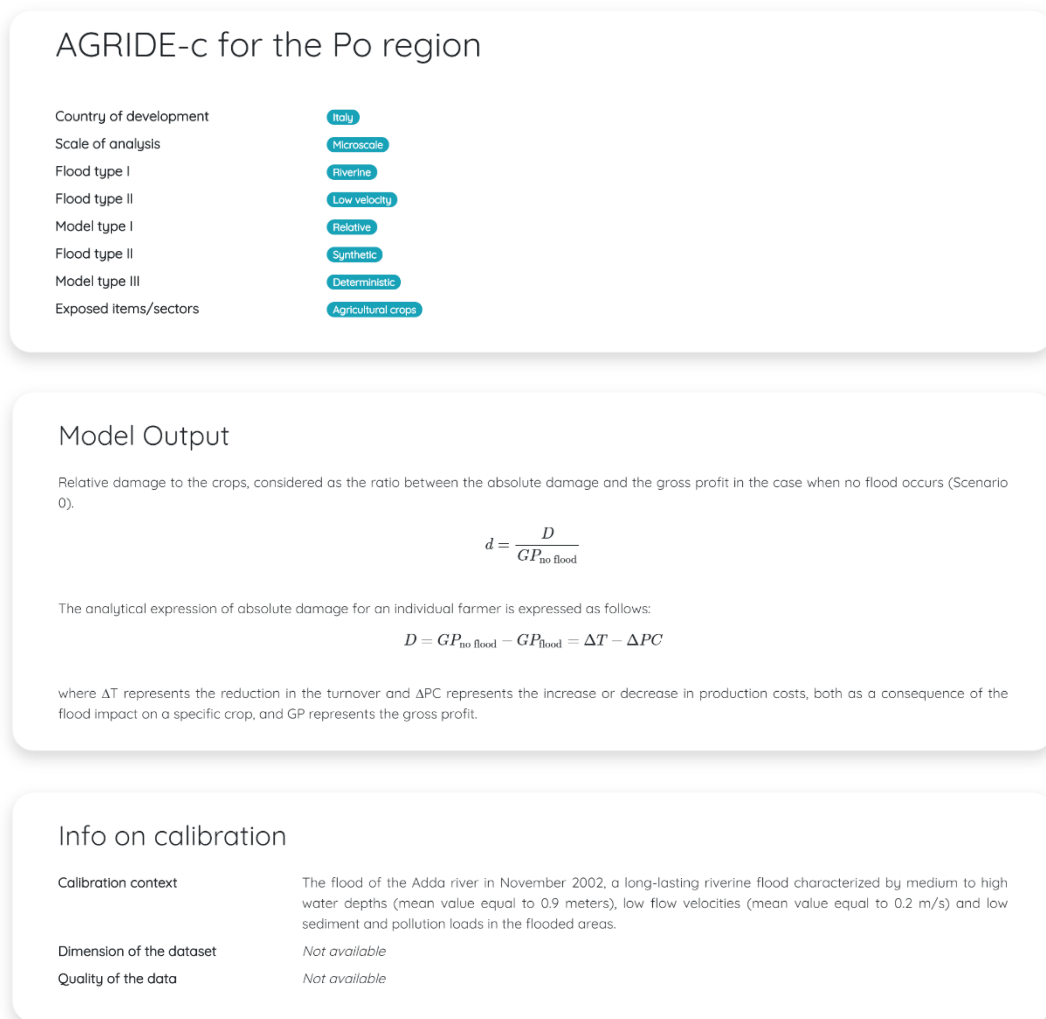 AGRIDE-c for the Po region
Country of development Italy
Scale of analysis Microscale
Flood type I Riverine
Flood type II Low velocity
Model type I Relative
Flood type II Synthetic
Model type III Deterministic
Exposed items/sectors Agricultural crops
Model Output
Relative damage to the crops, considered as the ratio between the absolute damage and the gross profit in the case when no flood occurs (Scenario
0).
d = D / GP_no flood
The analytical expression of absolute damage for an individual farmer is expressed as follows:
D = GP_no flood − GP_flood = ΔT − ΔPC
where ΔT represents the reduction in the turnover and ΔPC represents the increase or decrease in production costs, both as a consequence of the
flood impact on a specific crop, and GP represents the gross profit.
Info on calibration
Calibration context The flood of the Adda river in November 2002, a long-lasting riverine flood characterized by medium to high
water depths (mean value equal to 0.9 meters), low flow velocities (mean value equal to 0.2 m/s) and low
sediment and pollution loads in the flooded areas.
Dimension of the dataset Not available
Quality of the data Not available